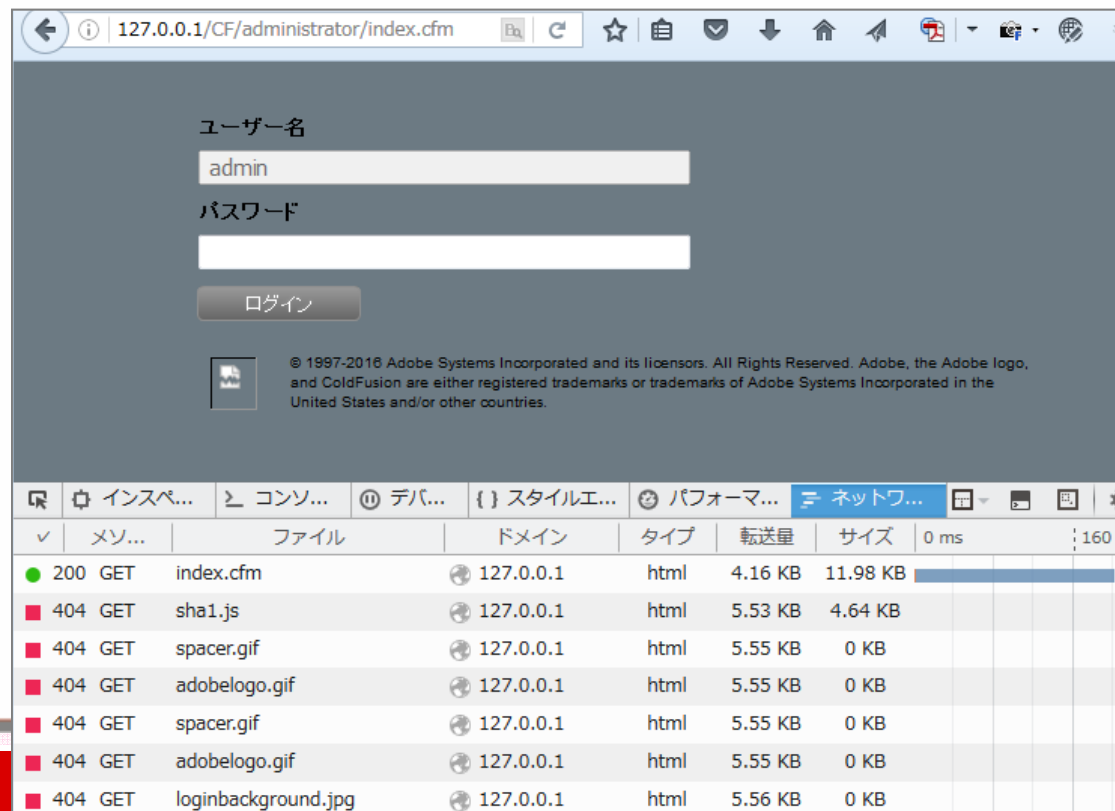 127.0.0.1/CF/administrator/index.cfm
ユーザー名
admin
パスワード
ログイン
© 1997-2016 Adobe Systems Incorporated and its licensors. All Rights Reserved. Adobe, the Adobe logo,
and ColdFusion are either registered trademarks or trademarks of Adobe Systems Incorporated in the
United States and/or other countries.
インスペ... コンソ... デバ... スタイルエ... パフォーマ... ネットワ...
メソ... ファイル ドメイン タイプ 転送量 サイズ 0 ms 160
200 GET index.cfm 127.0.0.1 html 4.16 KB 11.98 KB
404 GET sha1.js 127.0.0.1 html 5.53 KB 4.64 KB
404 GET spacer.gif 127.0.0.1 html 5.55 KB 0 KB
404 GET adobelogo.gif 127.0.0.1 html 5.55 KB 0 KB
404 GET spacer.gif 127.0.0.1 html 5.55 KB 0 KB
404 GET adobelogo.gif 127.0.0.1 html 5.55 KB 0 KB
404 GET loginbackground.jpg 127.0.0.1 html 5.56 KB 0 KB